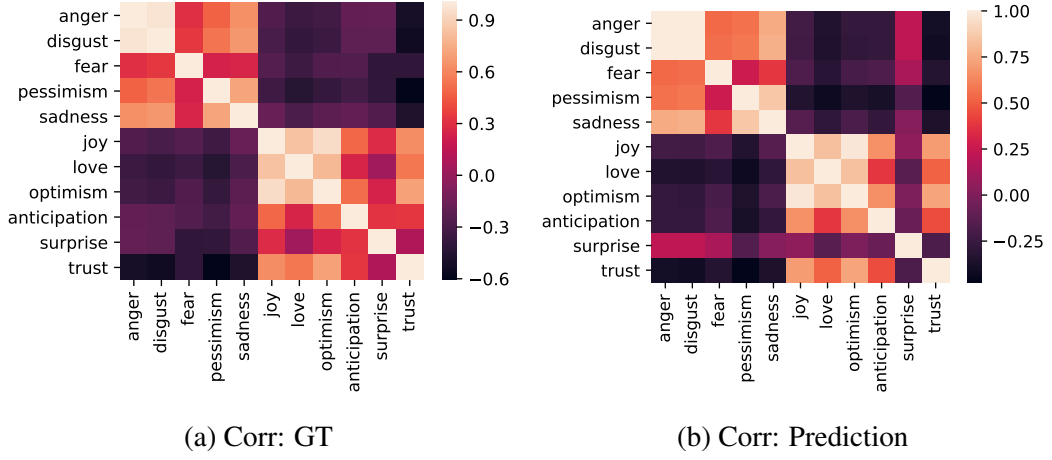 anger
disgust
fear
pessimism
sadness
joy
love
optimism
anticipation
surprise
trust
anger
disgust
fear
pessimism
sadness
joy
love
optimism
anticipation
surprise
trust
0.9
0.6
0.3
0.0
−0.3
−0.6
(a) Corr: GT
anger
disgust
fear
pessimism
sadness
joy
love
optimism
anticipation
surprise
trust
anger
disgust
fear
pessimism
sadness
joy
love
optimism
anticipation
surprise
trust
1.00
0.75
0.50
0.25
0.00
−0.25
(b) Corr: Prediction